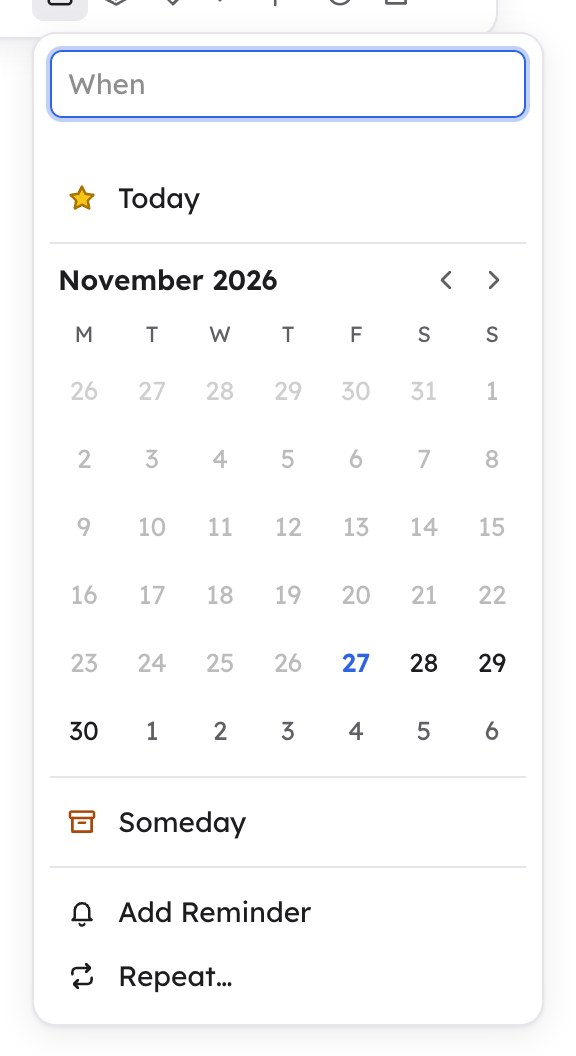 When
Today
November 2026
M T W T F S S
26 27 28 29 30 31 1
2 3 4 5 6 7 8
9 10 11 12 13 14 15
16 17 18 19 20 21 22
23 24 25 26 27 28 29
30 1 2 3 4 5 6
Someday
Add Reminder
Repeat...